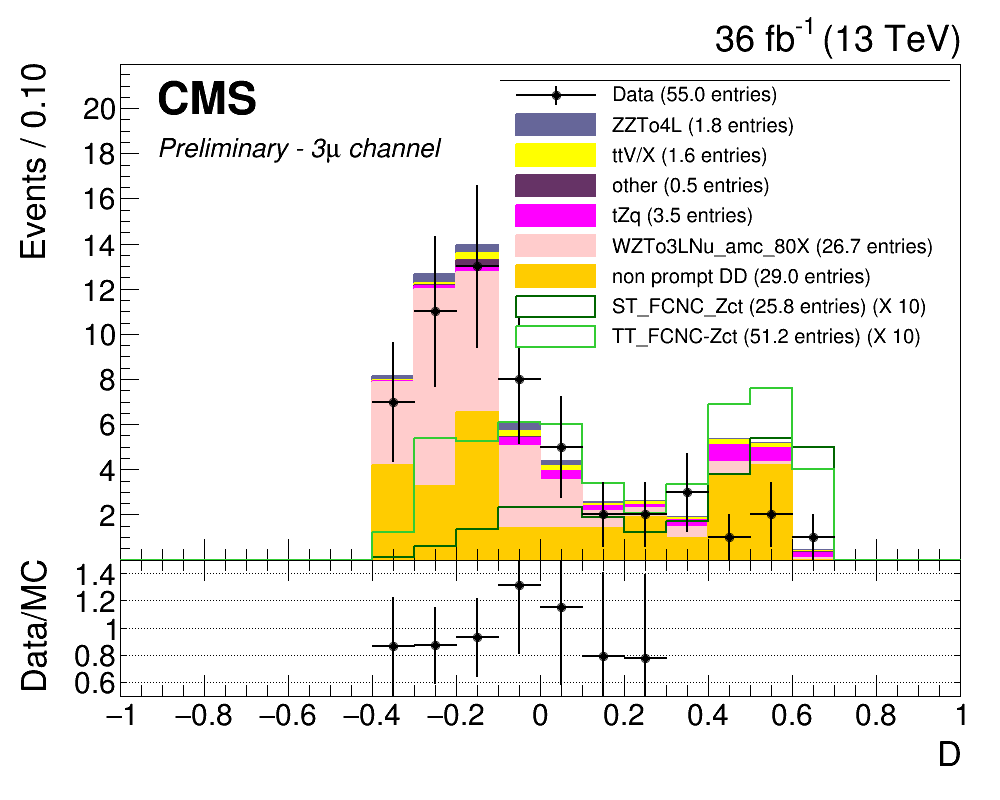 36 fb-1 (13 TeV)
Events / 0.10
CMS
Preliminary - 3μ channel
Data (55.0 entries)
ZZTo4L (1.8 entries)
ttV/X (1.6 entries)
other (0.5 entries)
tZq (3.5 entries)
WZTo3LNu_amc_80X (26.7 entries)
non prompt DD (29.0 entries)
ST_FCNC_Zct (25.8 entries) (X 10)
TT_FCNC-Zct (51.2 entries) (X 10)
20
18
16
14
12
10
8
6
4
2
Data/MC
1.4
1.2
1
0.8
0.6
−1 −0.8 −0.6 −0.4 −0.2 0 0.2 0.4 0.6 0.8 1
D